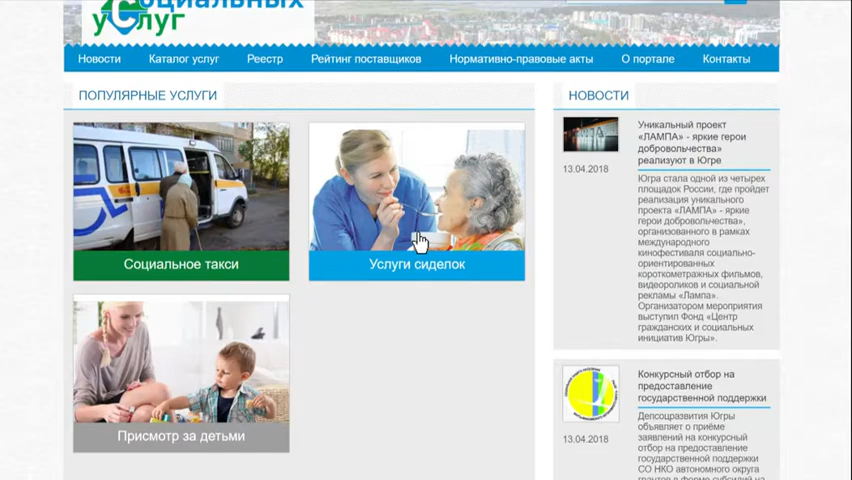 социальных
услуг
Новости
Каталог услуг
Реестр
Рейтинг поставщиков
Нормативно-правовые акты
О портале
Контакты
ПОПУЛЯРНЫЕ УСЛУГИ
Социальное такси
Услуги сиделок
Присмотр за детьми
НОВОСТИ
Уникальный проект
«ЛАМПА» - яркие герои
добровольчества»
реализуют в Югре
13.04.2018
Югра стала одной из четырех
площадок России, где пройдет
реализация уникального
проекта «ЛАМПА» - яркие
герои добровольчества»,
организованного в рамках
международного
кинофестиваля социально-
ориентированных
короткометражных фильмов,
видеороликов и социальной
рекламы «Лампа».
Организатором мероприятия
выступил Фонд «Центр
гражданских и социальных
инициатив Югры».
Конкурсный отбор на
предоставление
государственной поддержки
13.04.2018
Депсоцразвития Югры
объявляет о приёме
заявлений на конкурсный
отбор на предоставление
государственной поддержки
СО НКО автономного округа
грантов в форме субсидий на